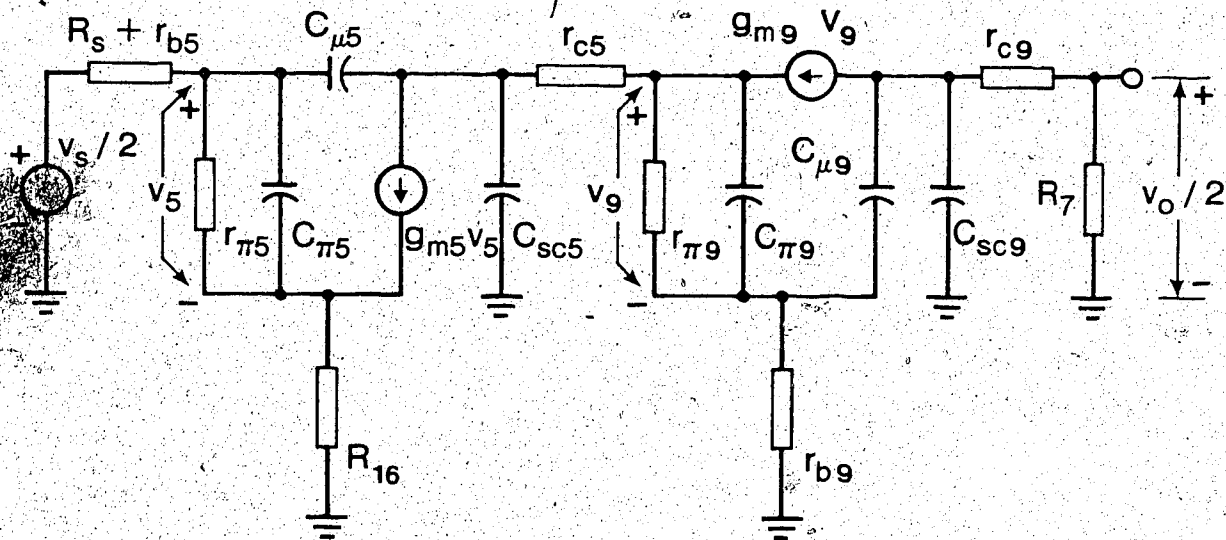 R_s + r_b5
C_μ5
r_c5
g_m9 v_9
r_c9
+
+
+
+
v_s / 2
v_5
r_π5
C_π5
g_m5 v_5
C_sc5
v_9
r_π9
C_π9
C_μ9
C_sc9
R_7
v_o / 2
-
-
-
R_16
r_b9